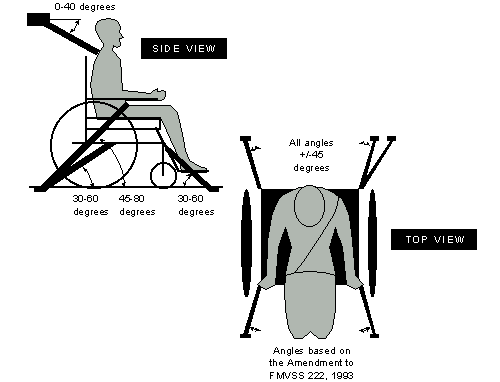 0-40 degrees
SIDE VIEW
30-60
degrees
45-80
degrees
30-60
degrees
All angles
+/-45
degrees
TOP VIEW
Angles based on
the Amendment to
FMVSS 222, 1993